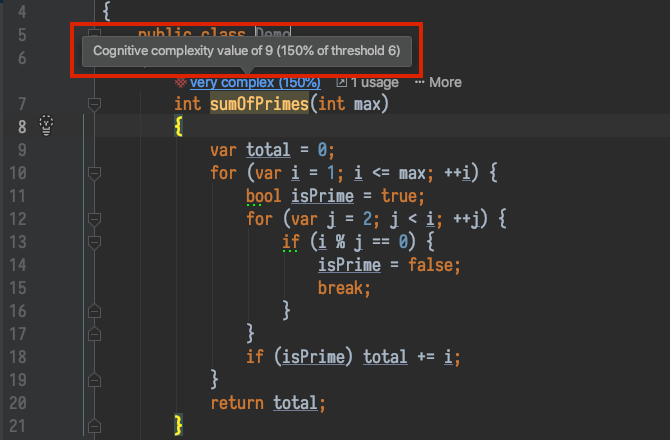 4 {
5 public class Demo
Cognitive complexity value of 9 (150% of threshold 6)
6
very complex (150%) 1 usage ··· More
7 int sumOfPrimes(int max)
8 {
9 var total = 0;
10 for (var i = 1; i <= max; ++i) {
11 bool isPrime = true;
12 for (var j = 2; j < i; ++j) {
13 if (i % j == 0) {
14 isPrime = false;
15 break;
16 }
17 }
18 if (isPrime) total += i;
19 }
20 return total;
21 }